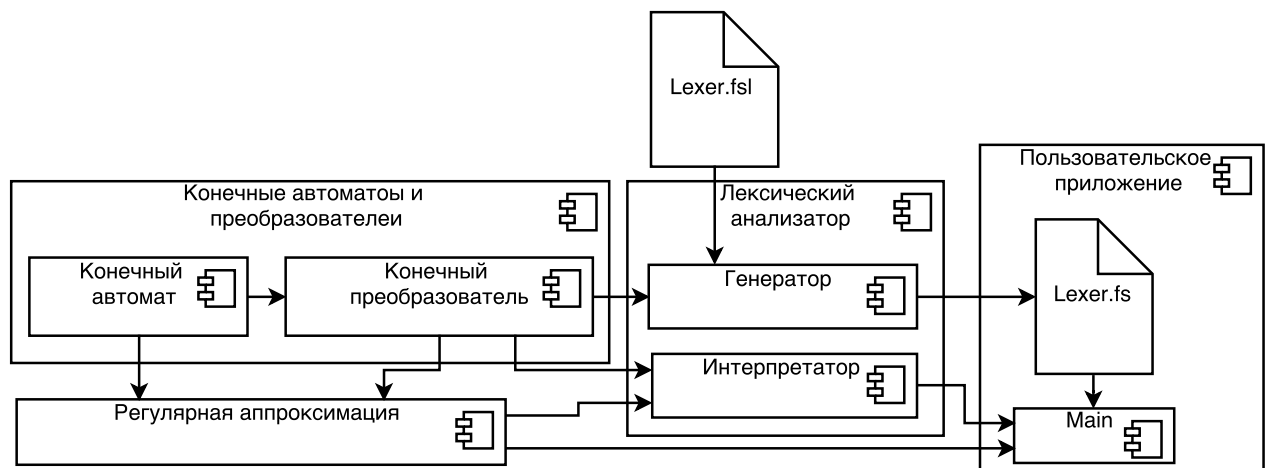 Lexer.fsl
Конечные автоматоы и
преобразователеи
Конечный
автомат
Конечный
преобразователь
Регулярная аппроксимация
Лексический
анализатор
Генератор
Интерпретатор
Пользовательское
приложение
Lexer.fs
Main